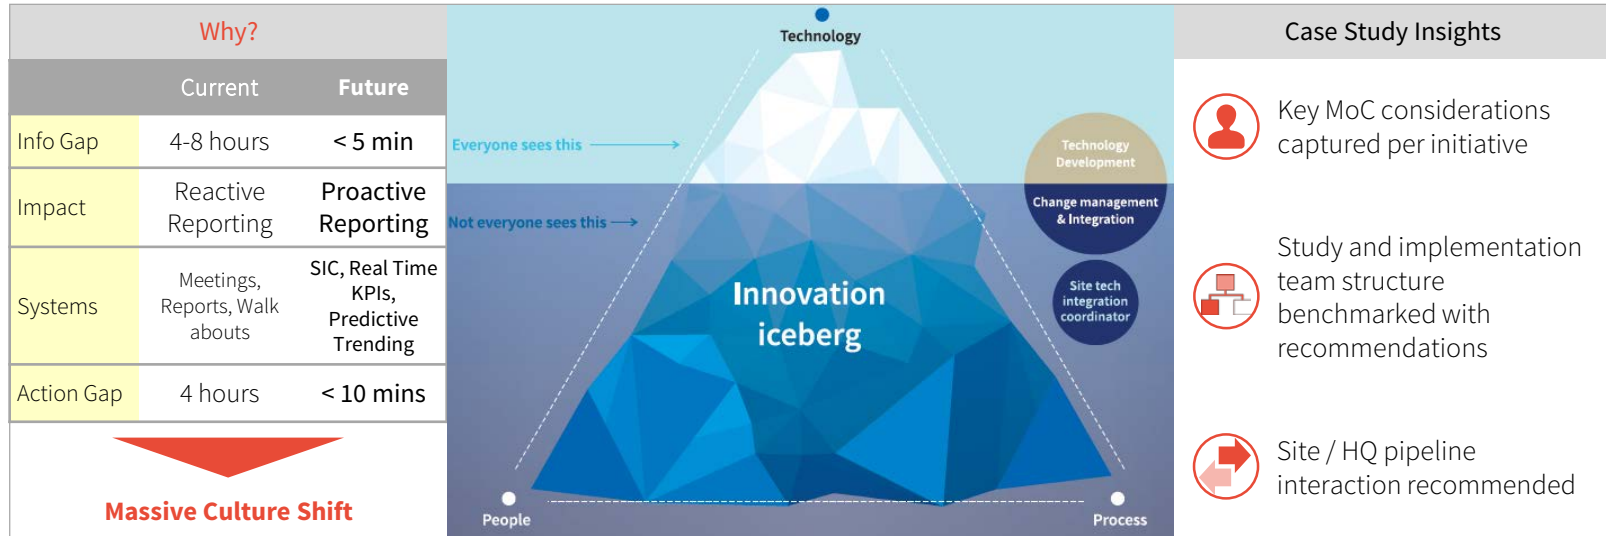 Why?
Current
Future
Info Gap
4-8 hours
< 5 min
Impact
Reactive
Reporting
Proactive
Reporting
Systems
Meetings,
Reports, Walk
abouts
SIC, Real Time
KPIs,
Predictive
Trending
Action Gap
4 hours
< 10 mins
Massive Culture Shift
Technology
Everyone sees this
Not everyone sees this
Innovation
iceberg
Technology
Development
Change management
& Integration
Site tech
integration
coordinator
People
Process
Case Study Insights
Key MoC considerations
captured per initiative
Study and implementation
team structure
benchmarked with
recommendations
Site / HQ pipeline
interaction recommended